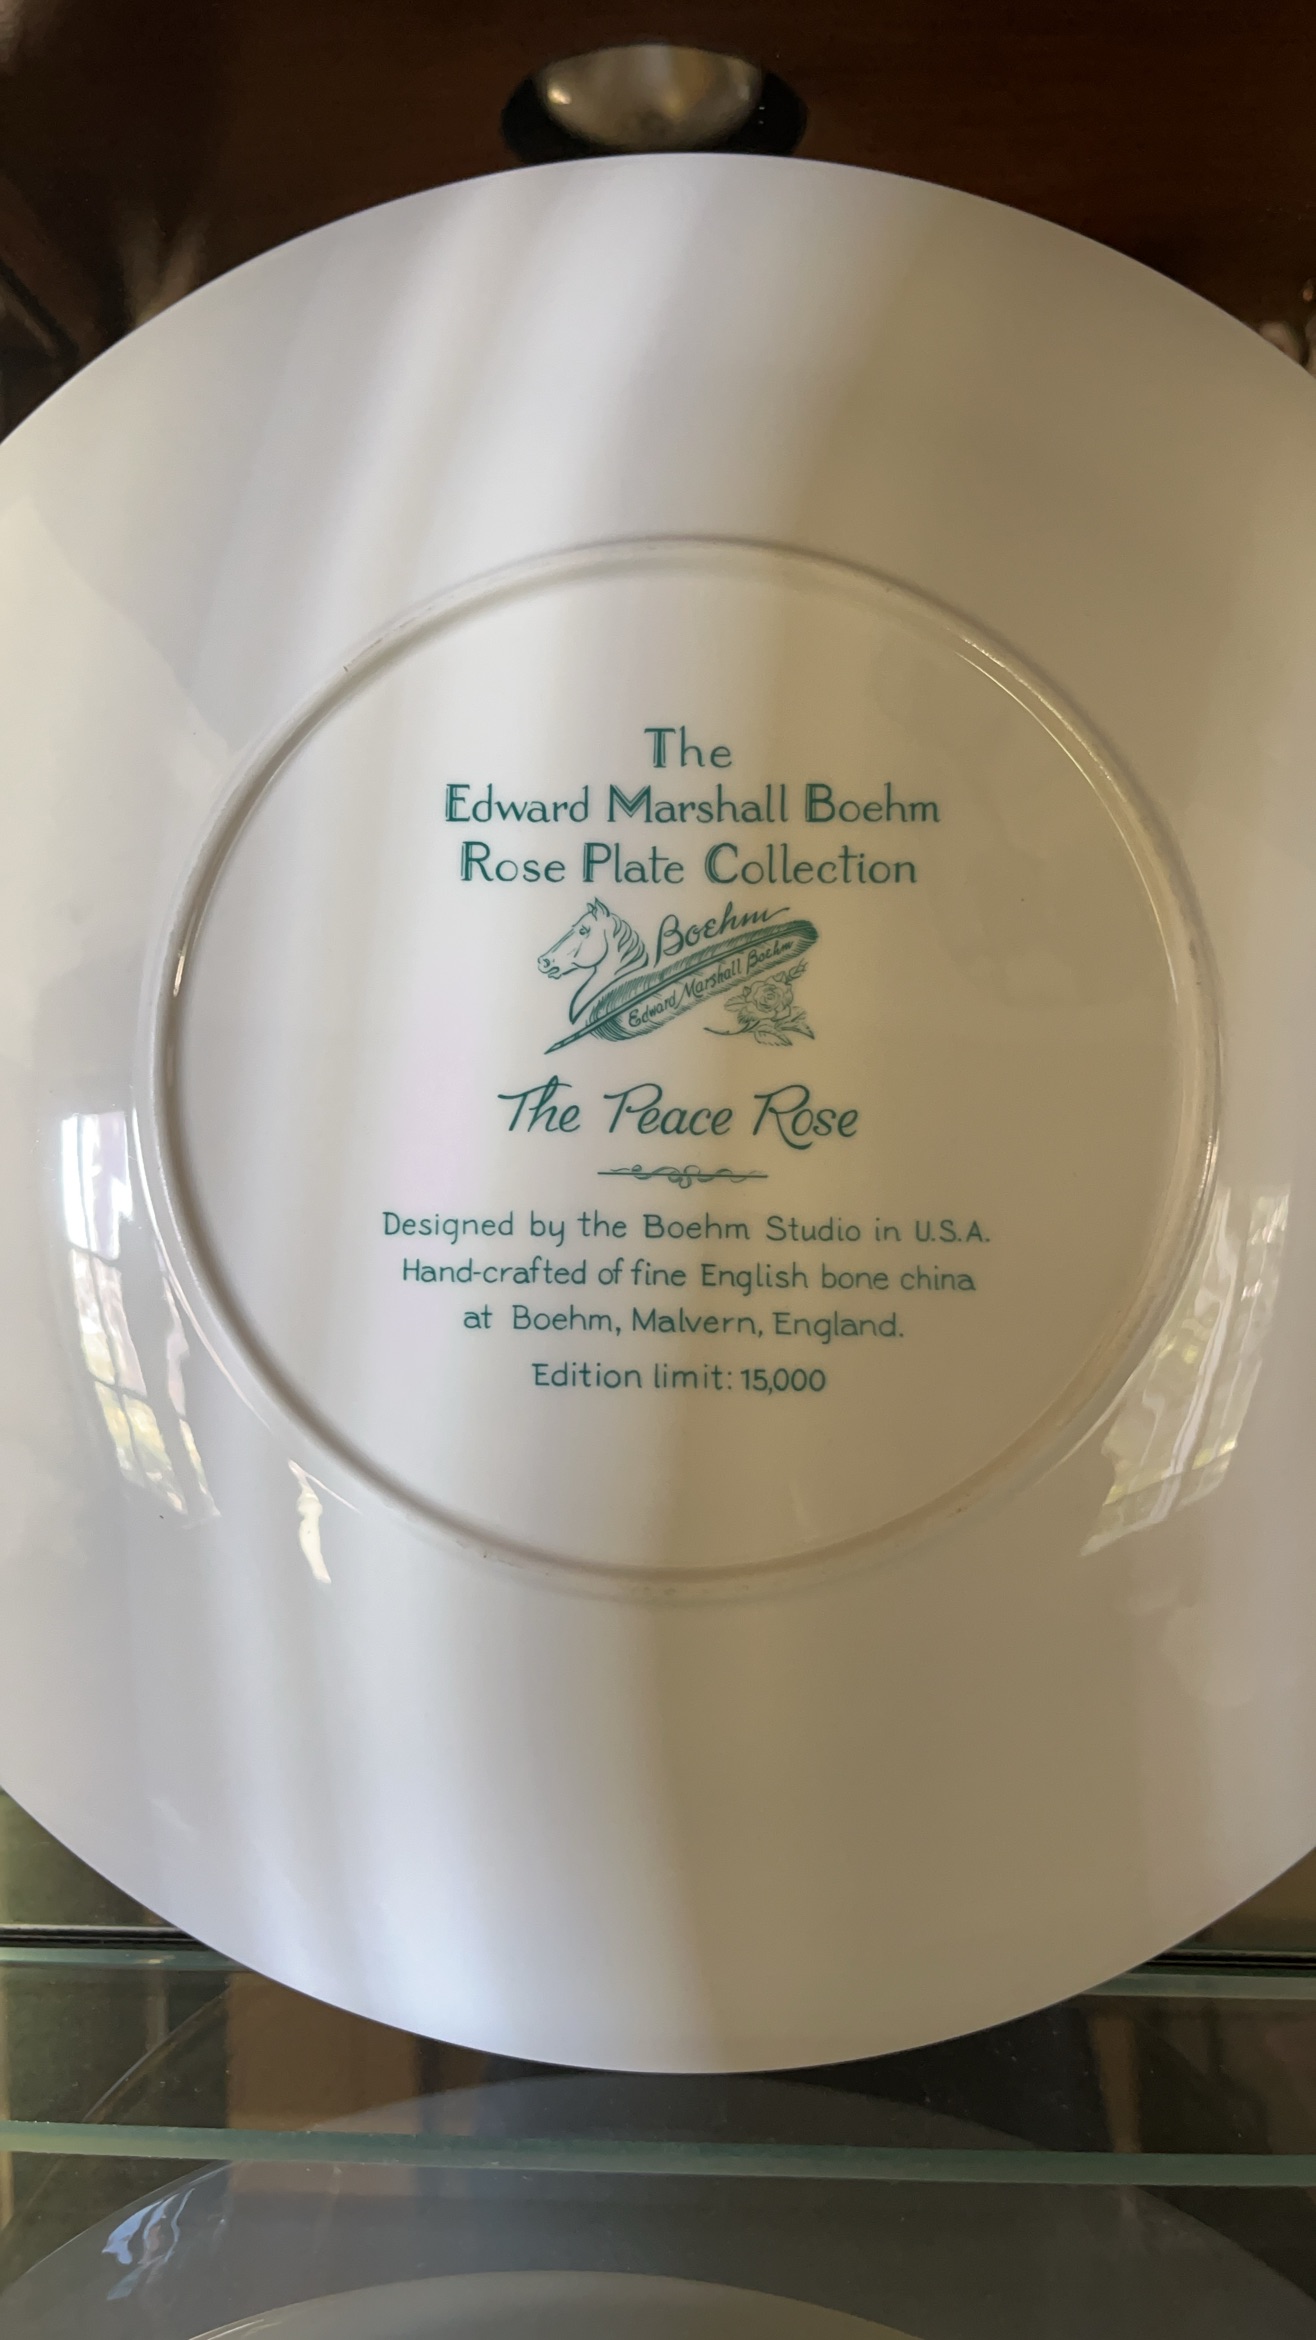 The
Edward Marshall Boehm
Rose Plate Collection
Boehm
Edward Marshall Boehm
The Peace Rose
Designed by the Boehm Studio in U.S.A.
Hand-crafted of fine English bone china
at Boehm, Malvern, England.
Edition limit: 15,000